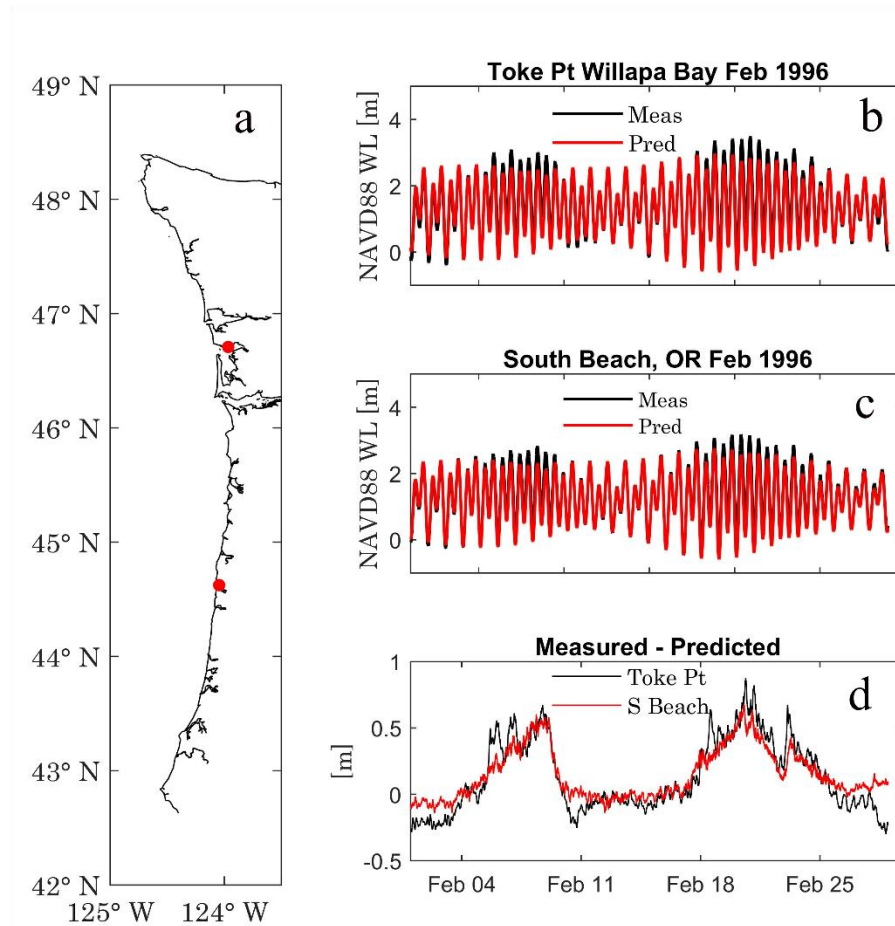 a
49° N
48° N
47° N
46° N
45° N
44° N
43° N
42° N
125° W 124° W
Toke Pt Willapa Bay Feb 1996
b
Meas
Pred
NAVD88 WL [m]
4
2
0
South Beach, OR Feb 1996
c
Meas
Pred
NAVD88 WL [m]
4
2
0
Measured - Predicted
d
Toke Pt
S Beach
[m]
1
0.5
0
-0.5
Feb 04 Feb 11 Feb 18 Feb 25